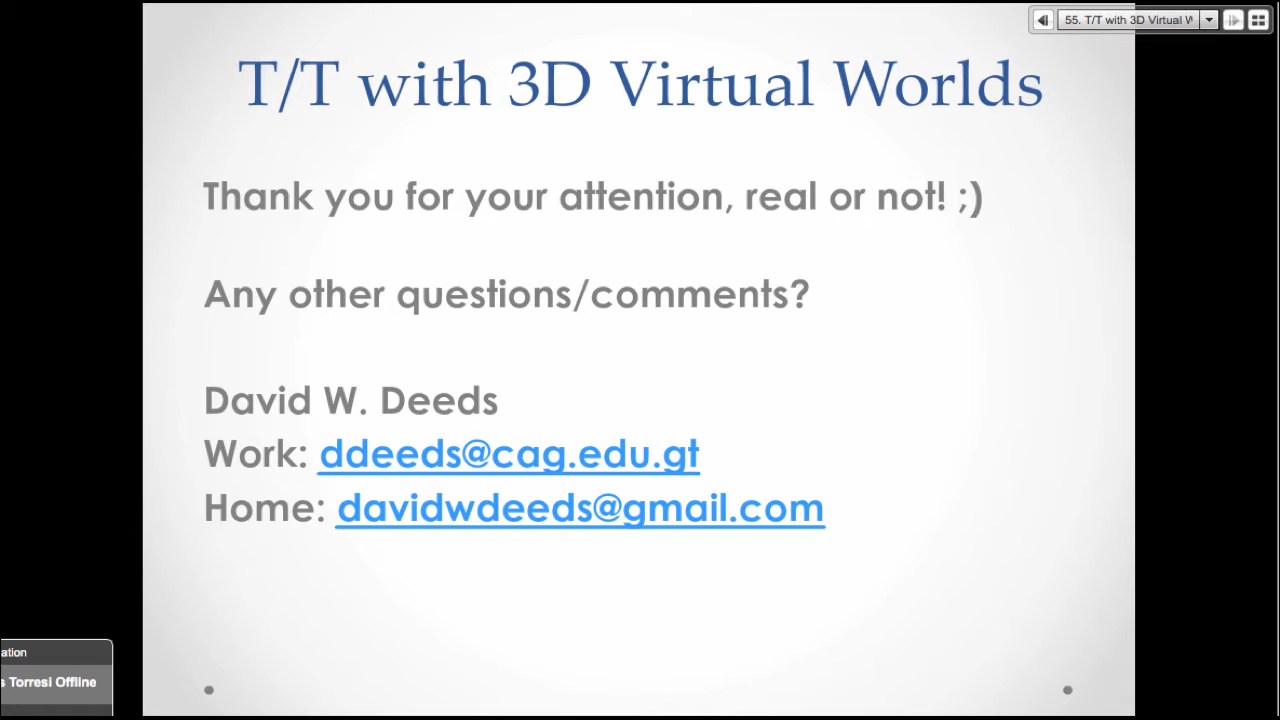 55. T/T with 3D Virtual W
T/T with 3D Virtual Worlds
Thank you for your attention, real or not! ;)
Any other questions/comments?
David W. Deeds
Work: ddeeds@cag.edu.gt
Home: davidwdeeds@gmail.com
ation
s Torresi Offline